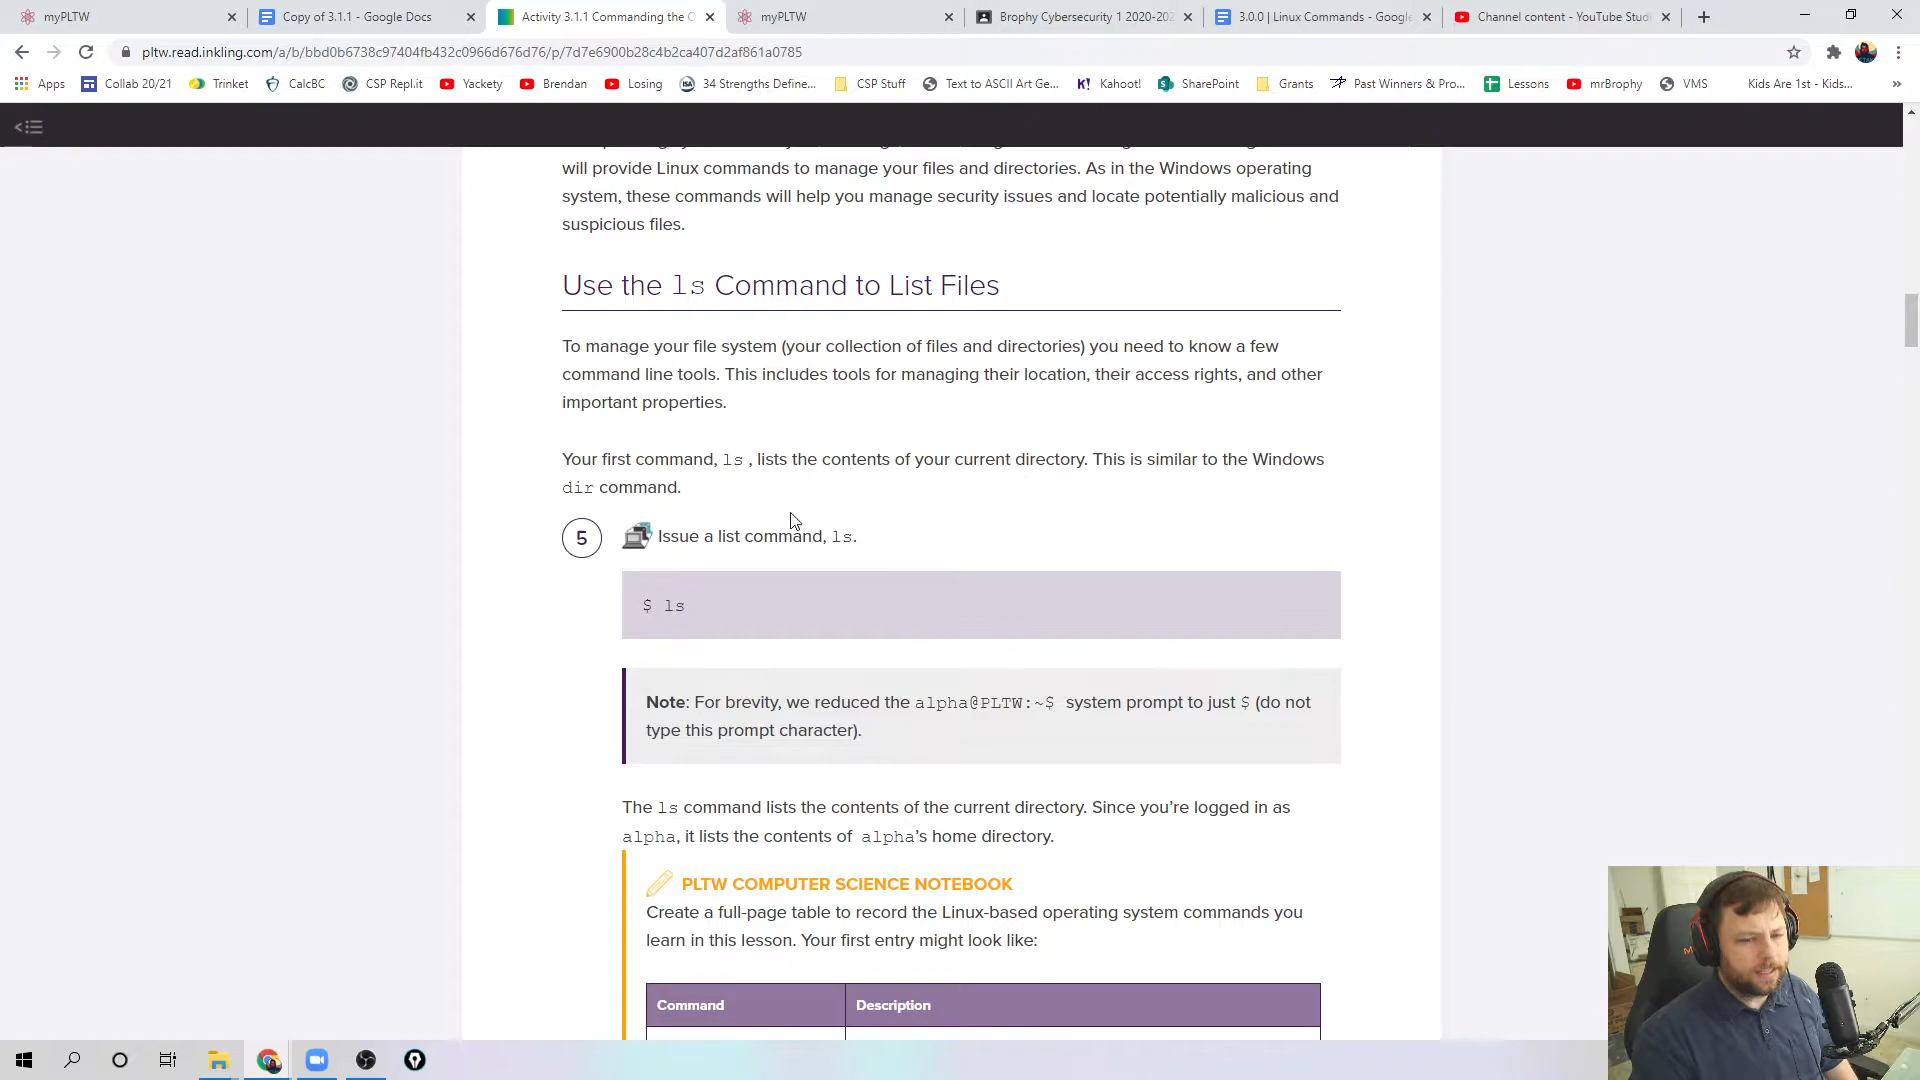 myPLTW
Copy of 3.1.1 - Google Docs
Activity 3.1.1 Commanding the
myPLTW
Brophy Cybersecurity 1 2020-202
3.0.0 | Linux Commands - Google
Channel content - YouTube Stud
pltw.read.inkling.com/a/b/bbd0b6738c97404fb432c0966d676d76/p/7d7e6900b28c4b2ca407d2af861a0785
Apps
Collab 20/21
Trinket
CalcBC
CSP Repl.it
Yackety
Brendan
Losing
34 Strengths Define...
CSP Stuff
Text to ASCII Art Ge...
Kahoot!
SharePoint
Grants
Past Winners & Pro...
Lessons
mrBrophy
VMS
Kids Are 1st - Kids...
will provide Linux commands to manage your files and directories. As in the Windows operating
system, these commands will help you manage security issues and locate potentially malicious and
suspicious files.
Use the ls Command to List Files
To manage your file system (your collection of files and directories) you need to know a few
command line tools. This includes tools for managing their location, their access rights, and other
important properties.
Your first command, ls , lists the contents of your current directory. This is similar to the Windows
dir command.
5 Issue a list command, ls.
$ ls
Note: For brevity, we reduced the alpha@PLTW:~$ system prompt to just $ (do not
type this prompt character).
The ls command lists the contents of the current directory. Since you’re logged in as
alpha, it lists the contents of alpha’s home directory.
PLTW COMPUTER SCIENCE NOTEBOOK
Create a full-page table to record the Linux-based operating system commands you
learn in this lesson. Your first entry might look like:
Command Description